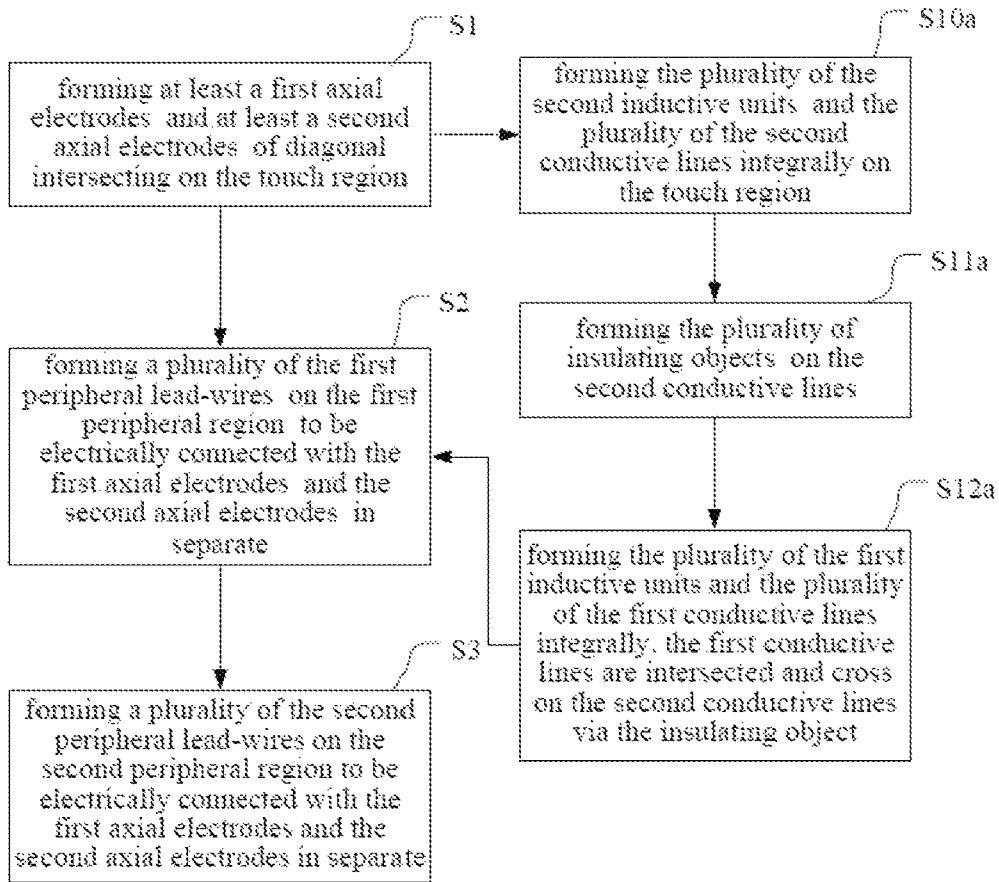 S1
forming at least a first axial
electrodes and at least a second
axial electrodes of diagonal
intersecting on the touch region
S10a
forming the plurality of the
second inductive units and the
plurality of the second
conductive lines integrally on
the touch region
S11a
forming the plurality of
insulating objects on the
second conductive lines
S12a
forming the plurality of the first
inductive units and the plurality
of the first conductive lines
integrally, the first conductive
lines are intersected and cross
on the second conductive lines
via the insulating object
S2
forming a plurality of the first
peripheral lead-wires on the first
peripheral region to be
electrically connected with the
first axial electrodes and the
second axial electrodes in
separate
S3
forming a plurality of the second
peripheral lead-wires on the
second peripheral region to be
electrically connected with the
first axial electrodes and the
second axial electrodes in separate